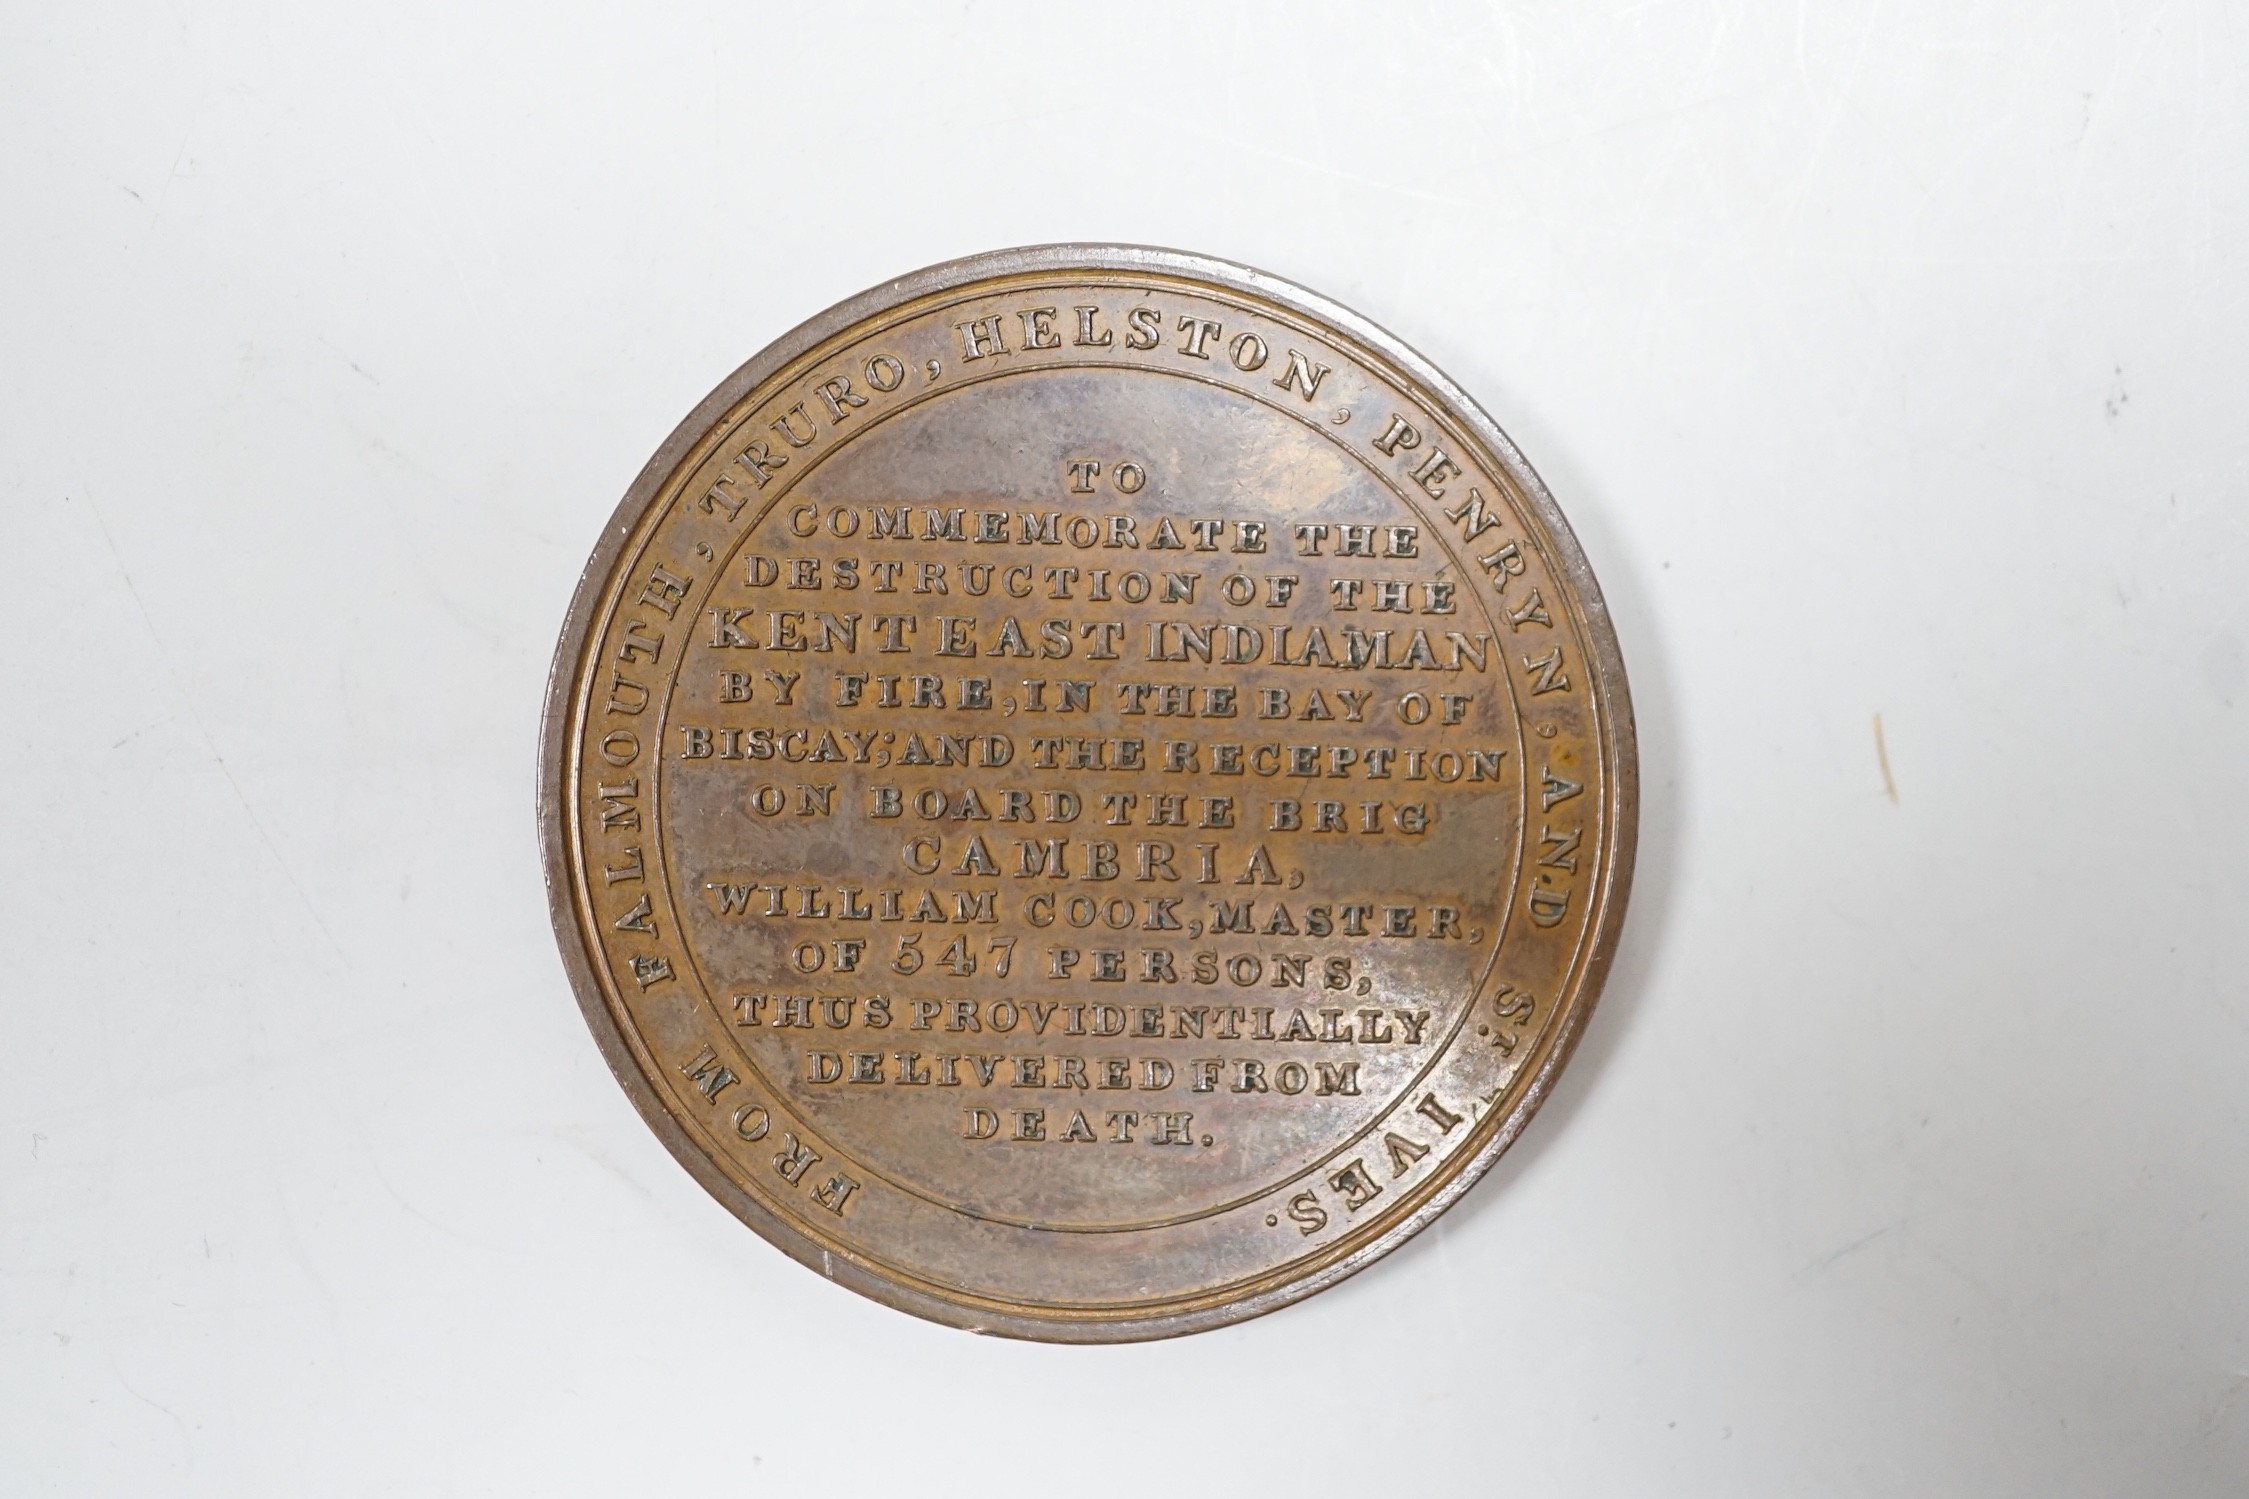 FROM FALMOUTH, TRURO, HELSTON, PENRYN, AND ST. IVES.
TO
COMMEMORATE THE
DESTRUCTION OF THE
KENT EAST INDIAMAN
BY FIRE, IN THE BAY OF
BISCAY; AND THE RECEPTION
ON BOARD THE BRIG
CAMBRIA,
WILLIAM COOK, MASTER,
OF 547 PERSONS,
THUS PROVIDENTIALLY
DELIVERED FROM
DEATH.